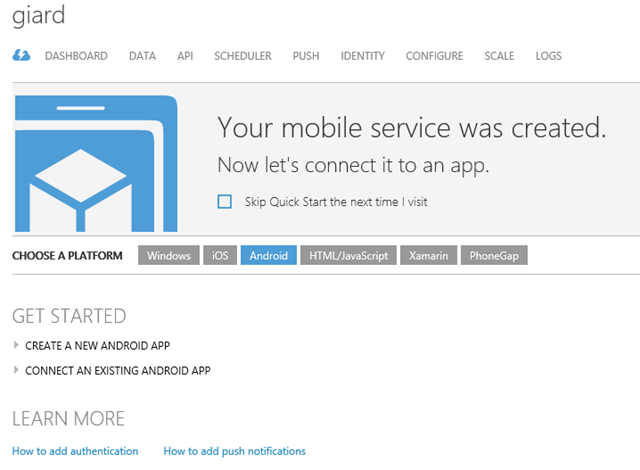 giard
DASHBOARD DATA API SCHEDULER PUSH IDENTITY CONFIGURE SCALE LOGS
Your mobile service was created.
Now let's connect it to an app.
Skip Quick Start the next time I visit
CHOOSE A PLATFORM Windows iOS Android HTML/JavaScript Xamarin PhoneGap
GET STARTED
CREATE A NEW ANDROID APP
CONNECT AN EXISTING ANDROID APP
LEARN MORE
How to add authentication How to add push notifications